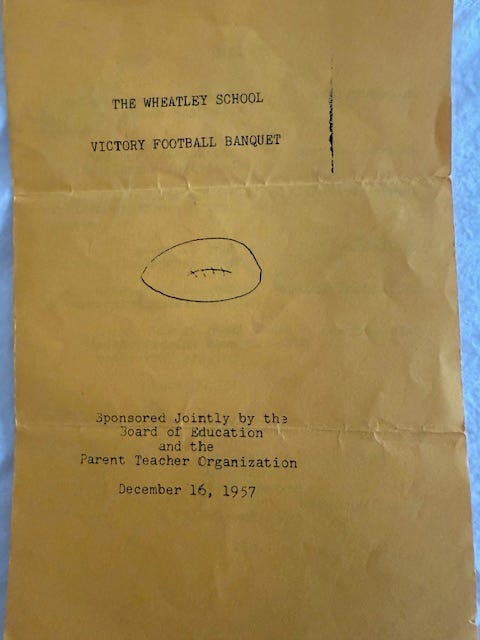 THE WHEATLEY SCHOOL
VICTORY FOOTBALL BANQUET
Sponsored Jointly by the
Board of Education
and the
Parent Teacher Organization
December 16, 1957